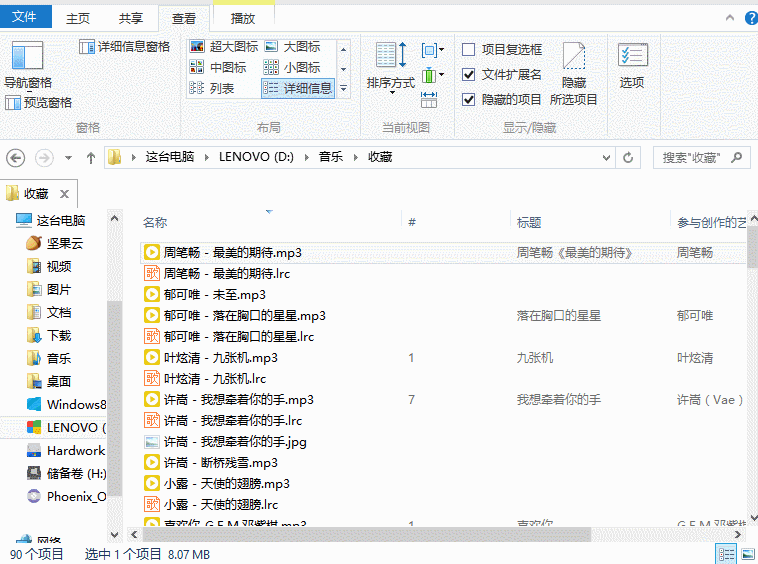 文件 主页 共享 查看 播放
导航窗格
预览窗格
详细信息窗格
窗格
超大图标 大图标
中图标 小图标
列表 详细信息
布局
排序方式
当前视图
项目复选框
文件扩展名
隐藏的项目
隐藏
所选项目
显示/隐藏
选项
这台电脑 LENOVO (D:) 音乐 收藏
搜索"收藏"
收藏
这台电脑
坚果云
视频
图片
文档
下载
音乐
桌面
Windows8
LENOVO (
Hardwork
储备卷 (H:)
Phoenix_O
网络
名称 # 标题 参与创作的艺
周笔畅 - 最美的期待.mp3 周笔畅《最美的期待》 周笔畅
周笔畅 - 最美的期待.lrc
郁可唯 - 未至.mp3
郁可唯 - 落在胸口的星星.mp3 落在胸口的星星 郁可唯
郁可唯 - 落在胸口的星星.lrc
叶炫清 - 九张机.mp3 1 九张机 叶炫清
叶炫清 - 九张机.lrc
许嵩 - 我想牵着你的手.mp3 7 我想牵着你的手 许嵩（Vae）
许嵩 - 我想牵着你的手.lrc
许嵩 - 我想牵着你的手.jpg
许嵩 - 断桥残雪.mp3
小露 - 天使的翅膀.mp3
小露 - 天使的翅膀.lrc
喜欢你 - G.E.M.邓紫棋.mp3 1 喜欢你 G.E.M.邓紫棋
90 个项目 选中 1 个项目 8.07 MB